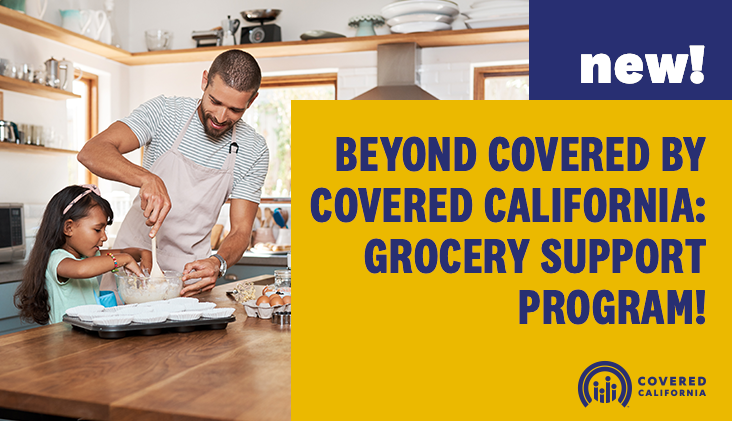 new!
BEYOND COVERED BY
COVERED CALIFORNIA:
GROCERY SUPPORT
PROGRAM!
COVERED
CALIFORNIA